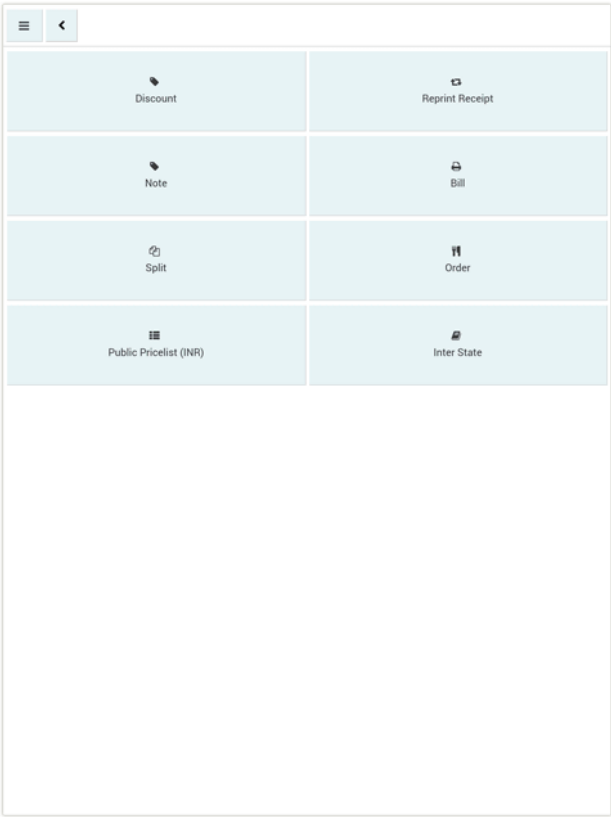 Discount
Reprint Receipt
Note
Bill
Split
Order
Public Pricelist (INR)
Inter State